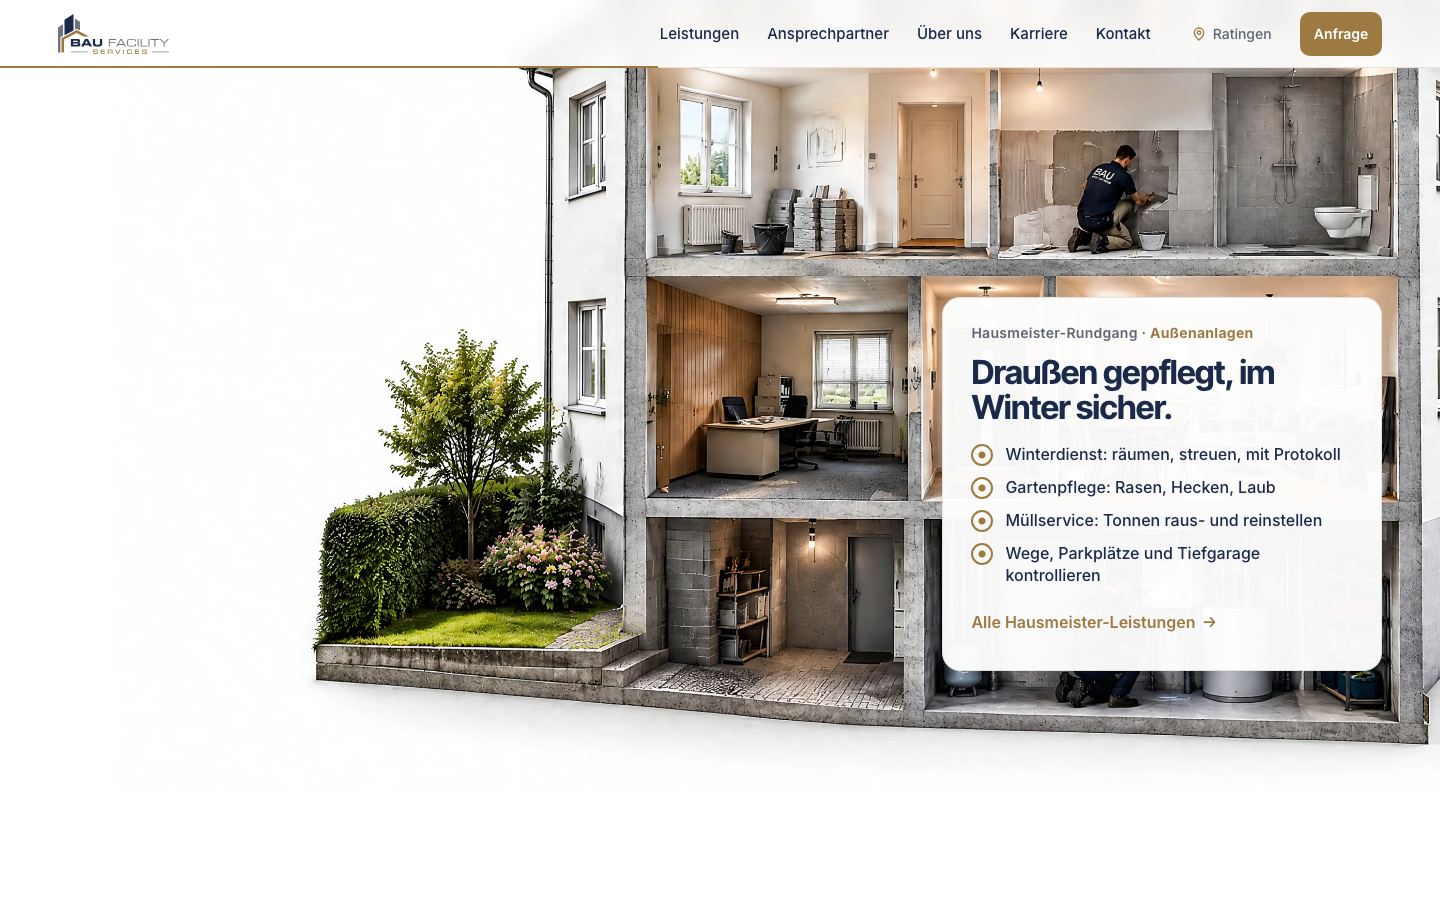 BAU FACILITY
SERVICES
Leistungen
Ansprechpartner
Über uns
Karriere
Kontakt
Ratingen
Anfrage
BAU
Hausmeister-Rundgang · Außenanlagen
Draußen gepflegt, im
Winter sicher.
Winterdienst: räumen, streuen, mit Protokoll
Gartenpflege: Rasen, Hecken, Laub
Müllservice: Tonnen raus- und reinstellen
Wege, Parkplätze und Tiefgarage
kontrollieren
Alle Hausmeister-Leistungen →